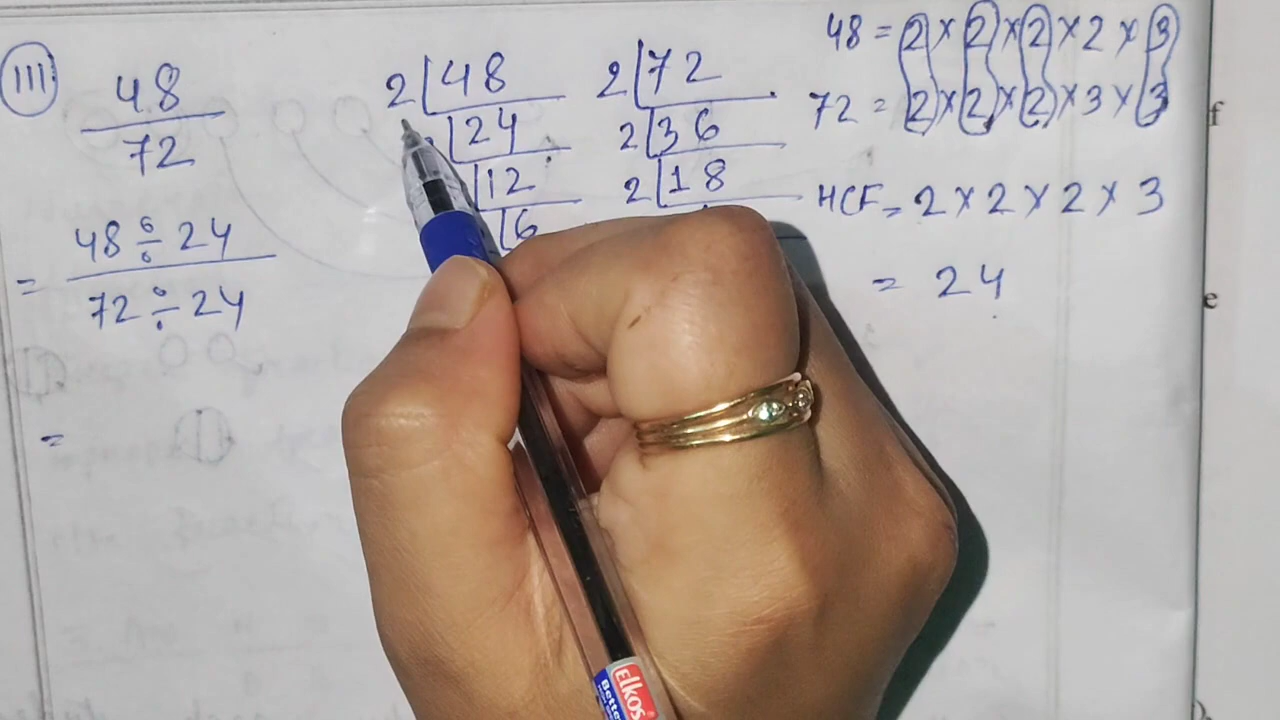 (III) 48
72
= 48 ÷ 24
72 ÷ 24
=
2 | 48
24
12
6
2 | 72
2 | 36
2 | 18
48 = 2 × 2 × 2 × 2 × 3
72 = 2 × 2 × 2 × 3 × 3
HCF = 2 × 2 × 2 × 3
= 24
f
e
Elkos
Bette